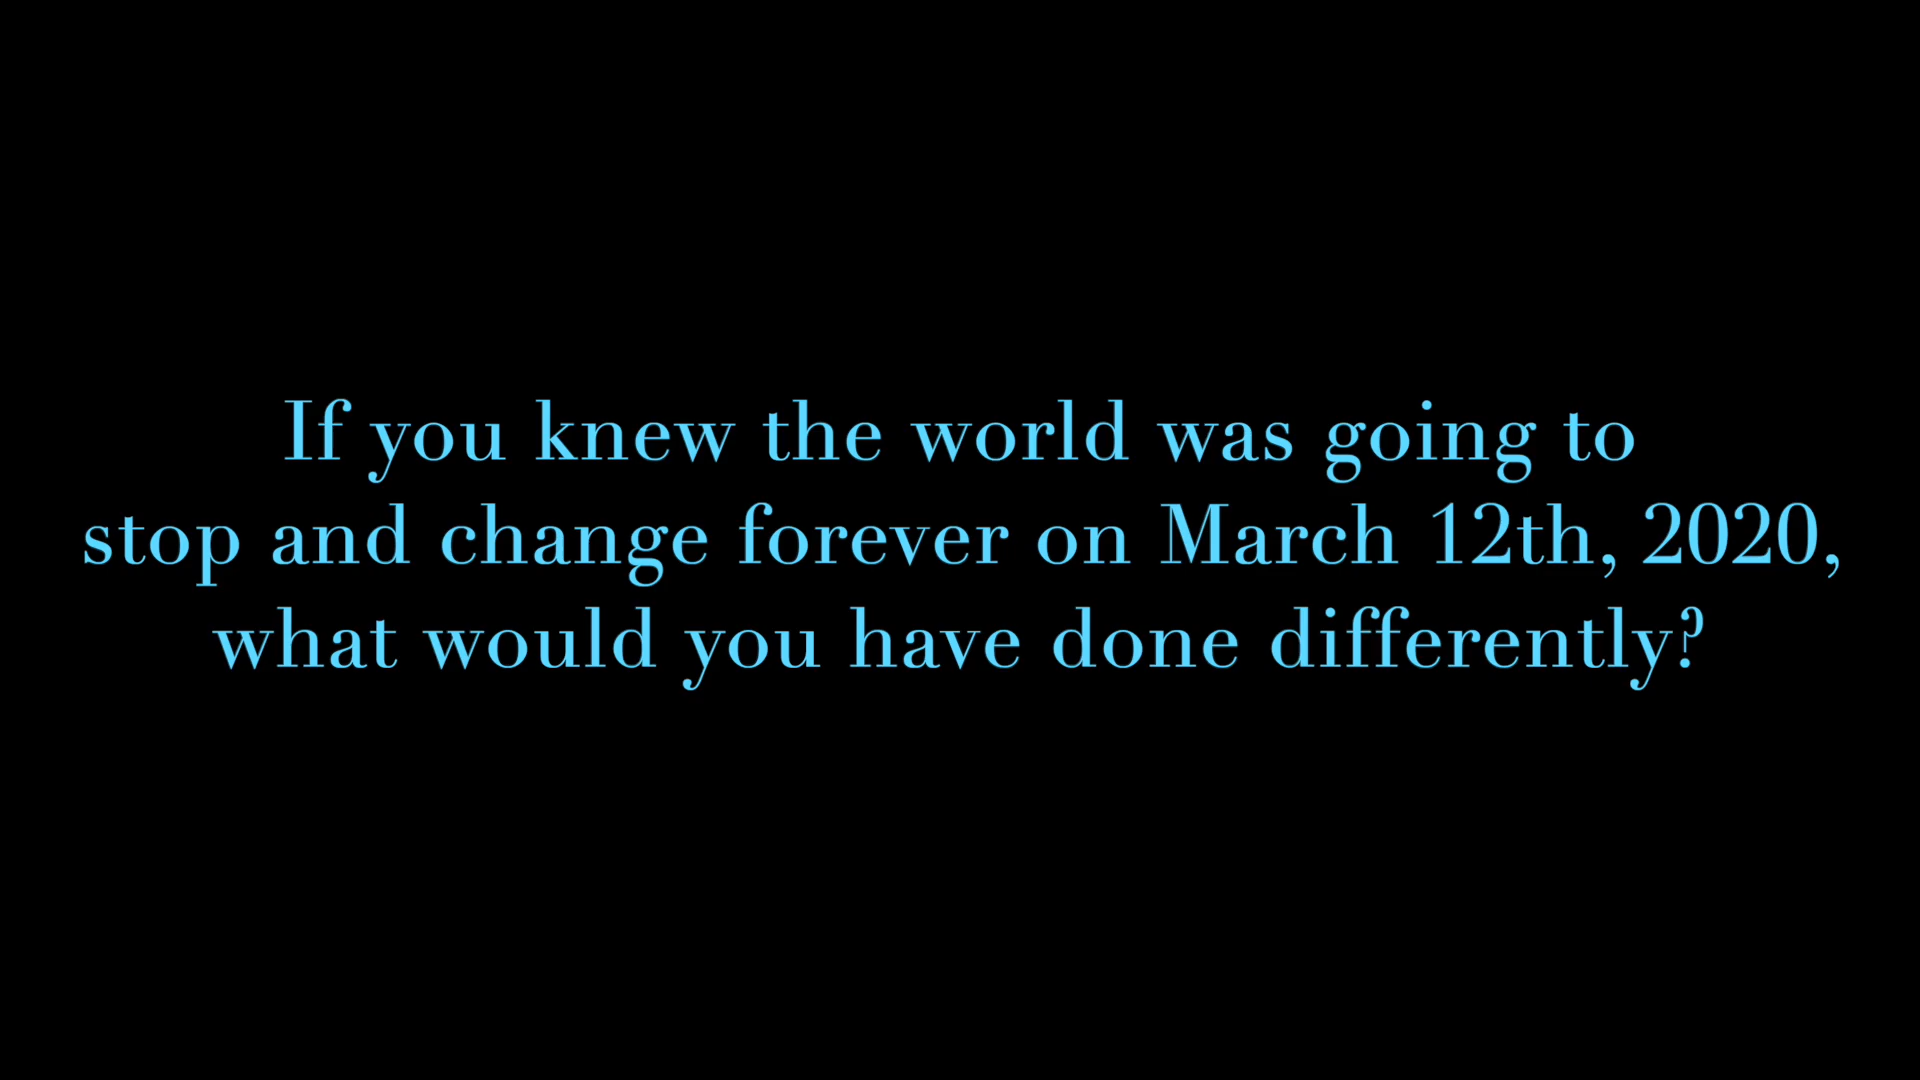 If you knew the world was going to
stop and change forever on March 12th, 2020,
what would you have done differently?